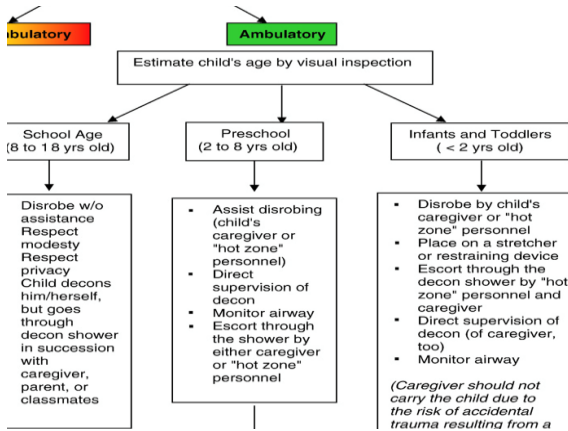 bulatory
Ambulatory
Estimate child's age by visual inspection
School Age
(8 to 18 yrs old)
Preschool
(2 to 8 yrs old)
Infants and Toddlers
( < 2 yrs old)
Disrobe w/o
assistance
Respect
modesty
Respect
privacy
Child decons
him/herself,
but goes
through
decon shower
in succession
with
caregiver,
parent, or
classmates
▪ Assist disrobing
(child's
caregiver or
"hot zone"
personnel)
▪ Direct
supervision of
decon
▪ Monitor airway
▪ Escort through
the shower by
either caregiver
or "hot zone"
personnel
▪ Disrobe by child's
caregiver or "hot
zone" personnel
▪ Place on a stretcher
or restraining device
▪ Escort through the
decon shower by "hot
zone" personnel and
caregiver
▪ Direct supervision of
decon (of caregiver,
too)
▪ Monitor airway
(Caregiver should not
carry the child due to
the risk of accidental
trauma resulting from a